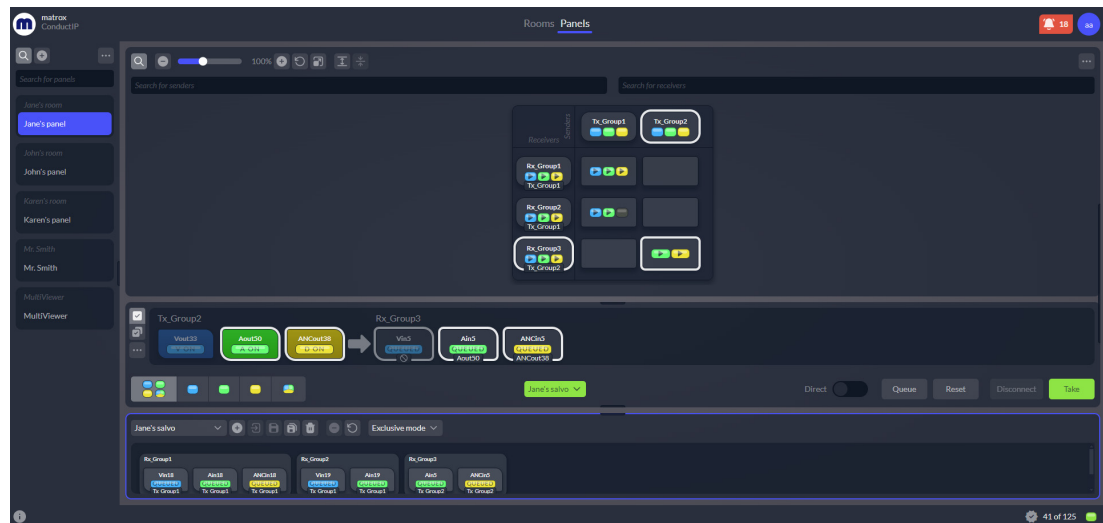 matrox
ConductIP
Rooms Panels
18
aa
Search for panels
100%
Search for senders
Search for receivers
Jane's room
Jane's panel
John's room
John's panel
Karen's room
Karen's panel
Mr. Smith
Mr. Smith
MultiViewer
MultiViewer
Senders
Receivers
Tx_Group1
Tx_Group2
Rx_Group1
Tx_Group1
Rx_Group2
Tx_Group1
Rx_Group3
Tx_Group2
Tx_Group2
Rx_Group3
Vout33
Aout50
A ON
ANCout38
D ON
Vin5
QUEUED
Ain5
QUEUED
Aout50
ANCin5
QUEUED
ANCout38
Jane's salvo
Direct
Queue
Reset
Disconnect
Take
Jane's salvo
Exclusive mode
Rx_Group1
Vin18
QUEUED
Tx Group1
Ain18
QUEUED
Tx Group1
ANCin18
QUEUED
Tx Group1
Rx_Group2
Vin19
QUEUED
Tx Group1
Ain19
QUEUED
Tx Group1
Rx_Group3
Ain5
QUEUED
Tx Group2
ANCin5
QUEUED
Tx Group2
41 of 125